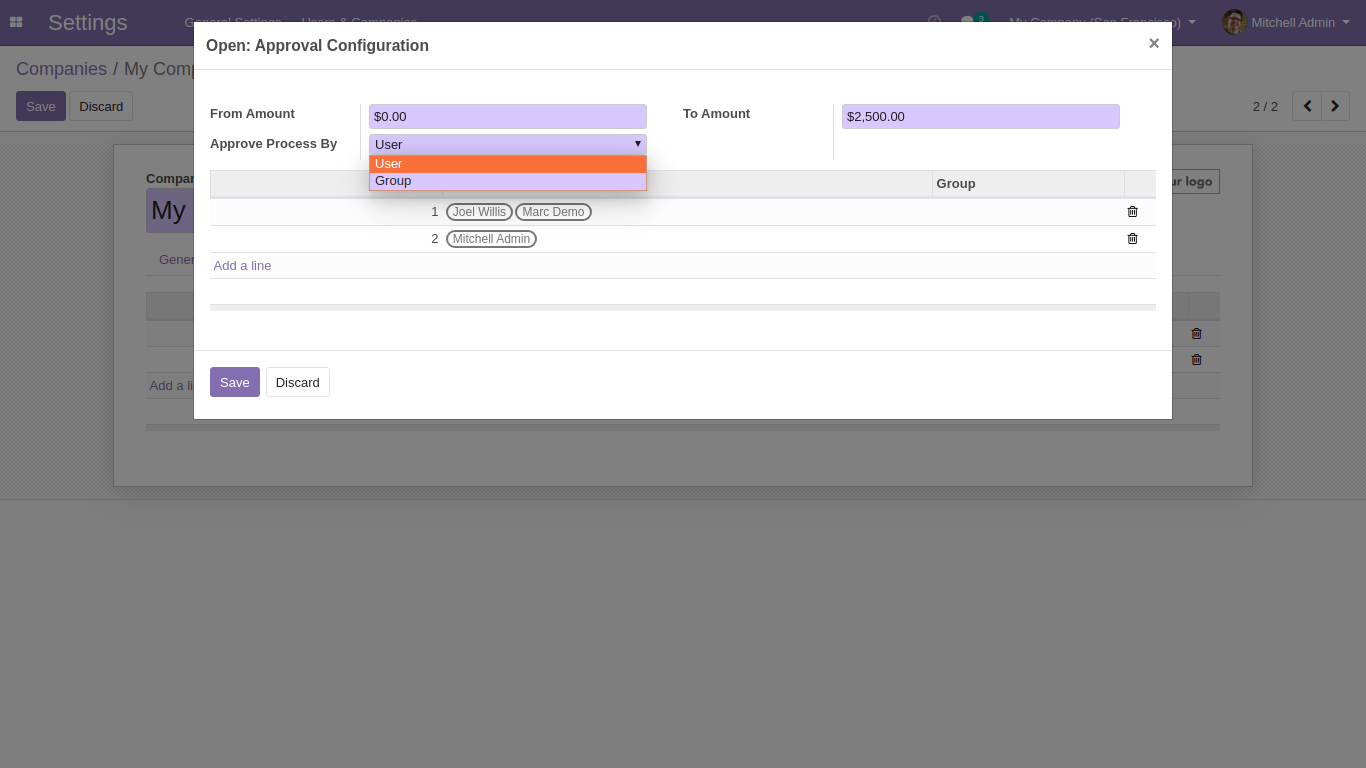 Settings General Settings Users & Companies 3 My Company (San Francisco) Mitchell Admin
Open: Approval Configuration ×
Companies / My Comp
Save Discard 2 / 2
From Amount $0.00 To Amount $2,500.00
Approve Process By User
User
Group
Compan ur logo
Group
My
1 Joel Willis Marc Demo
2 Mitchell Admin
Gener
Add a line
Save Discard
Add a li